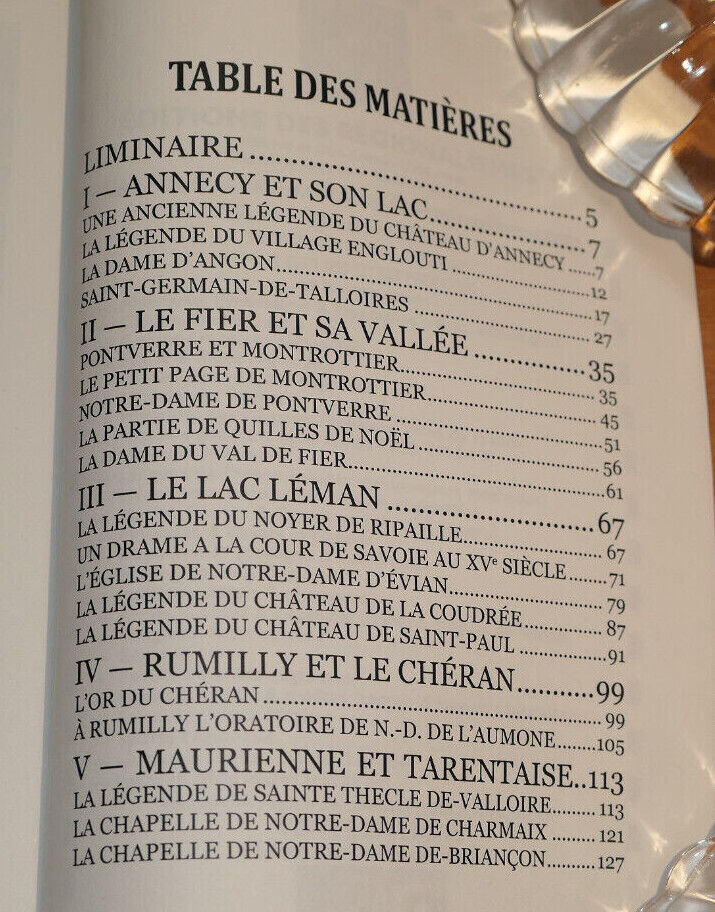 TABLE DES MATIÈRES
LIMINAIRE ........ 5
I — ANNECY ET SON LAC ........ 7
UNE ANCIENNE LÉGENDE DU CHÂTEAU D'ANNECY ...... 7
LA LÉGENDE DU VILLAGE ENGLOUTI ........ 12
LA DAME D'ANGON ........ 17
SAINT-GERMAIN-DE-TALLOIRES ........ 27
II — LE FIER ET SA VALLÉE ........ 35
PONTVERRE ET MONTROTTIER ........ 35
LE PETIT PAGE DE MONTROTTIER ........ 45
NOTRE-DAME DE PONTVERRE ........ 51
LA PARTIE DE QUILLES DE NOËL ........ 56
LA DAME DU VAL DE FIER ........ 61
III — LE LAC LÉMAN ........ 67
LA LÉGENDE DU NOYER DE RIPAILLE ........ 67
UN DRAME A LA COUR DE SAVOIE AU XVe SIÈCLE ....... 71
L'ÉGLISE DE NOTRE-DAME D'ÉVIAN ........ 79
LA LÉGENDE DU CHÂTEAU DE LA COUDRÉE ........ 87
LA LÉGENDE DU CHÂTEAU DE SAINT-PAUL ........ 91
IV — RUMILLY ET LE CHÉRAN .......... 99
L'OR DU CHÉRAN ........ 99
À RUMILLY L'ORATOIRE DE N.-D. DE L'AUMONE ........ 105
V — MAURIENNE ET TARENTAISE..113
LA LÉGENDE DE SAINTE THECLE DE-VALLOIRE ......... 113
LA CHAPELLE DE NOTRE-DAME DE CHARMAIX ......... 121
LA CHAPELLE DE NOTRE-DAME DE-BRIANÇON .......... 127